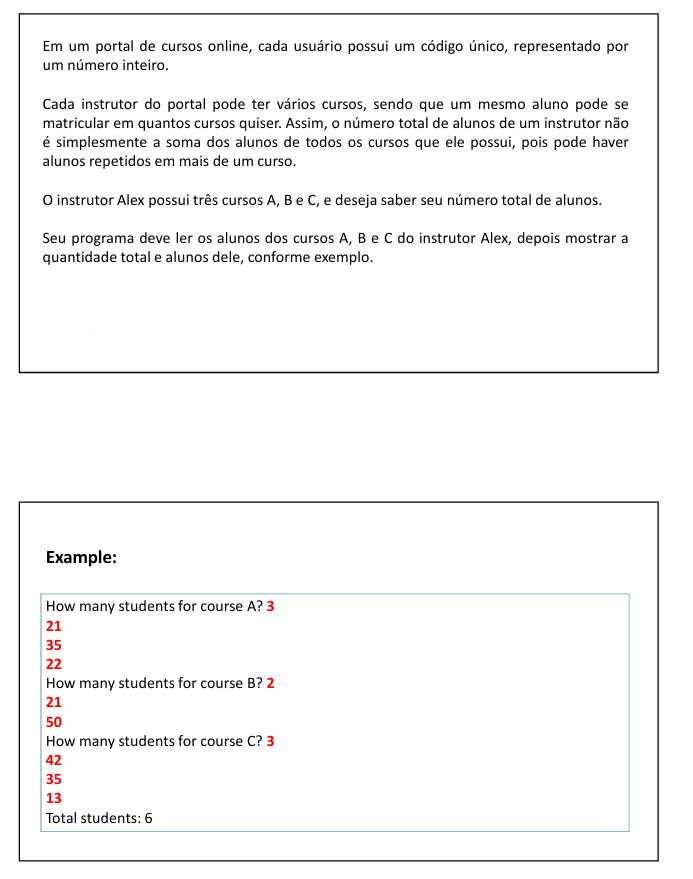 Em um portal de cursos online, cada usuário possui um código único, representado por
um número inteiro.
Cada instrutor do portal pode ter vários cursos, sendo que um mesmo aluno pode se
matricular em quantos cursos quiser. Assim, o número total de alunos de um instrutor não
é simplesmente a soma dos alunos de todos os cursos que ele possui, pois pode haver
alunos repetidos em mais de um curso.
O instrutor Alex possui três cursos A, B e C, e deseja saber seu número total de alunos.
Seu programa deve ler os alunos dos cursos A, B e C do instrutor Alex, depois mostrar a
quantidade total e alunos dele, conforme exemplo.
Example:
How many students for course A? 3
21
35
22
How many students for course B? 2
21
50
How many students for course C? 3
42
35
13
Total students: 6